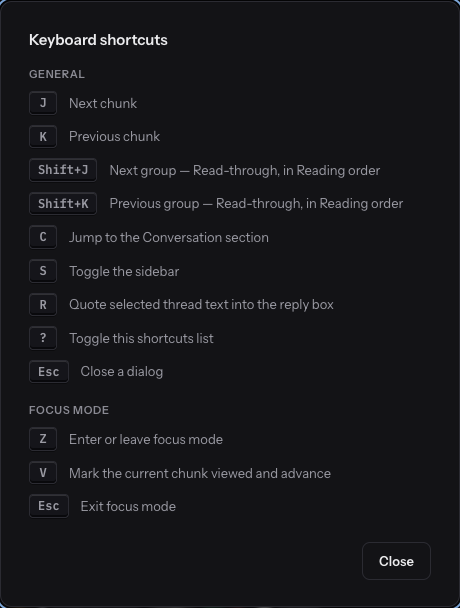 Keyboard shortcuts
GENERAL
J Next chunk
K Previous chunk
Shift+J Next group — Read-through, in Reading order
Shift+K Previous group — Read-through, in Reading order
C Jump to the Conversation section
S Toggle the sidebar
R Quote selected thread text into the reply box
? Toggle this shortcuts list
Esc Close a dialog
FOCUS MODE
Z Enter or leave focus mode
V Mark the current chunk viewed and advance
Esc Exit focus mode
Close